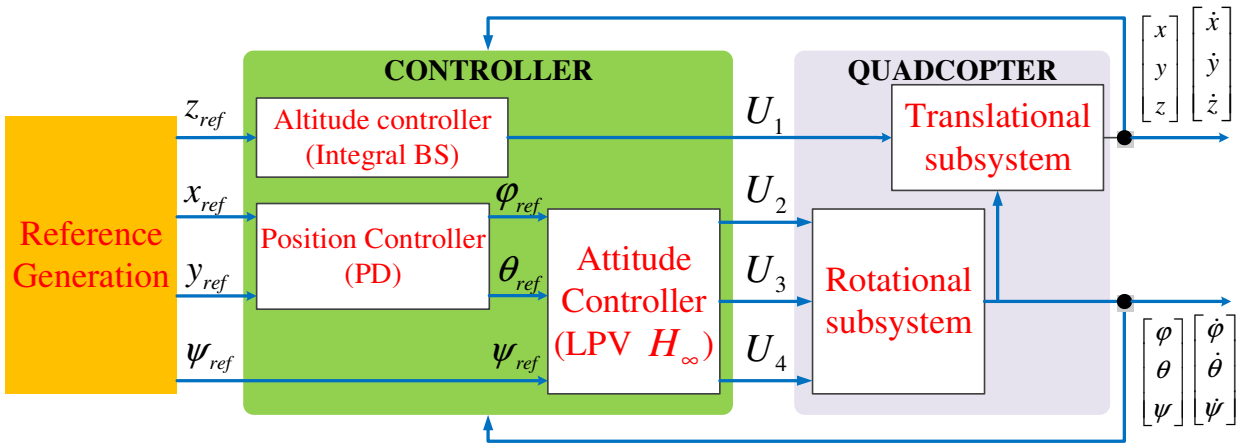 CONTROLLER
QUADCOPTER
z_ref
Altitude controller
(Integral BS)
U_1
Translational
subsystem
[x y z] [ẋ ẏ ż]
x_ref
y_ref
ψ_ref
Reference
Generation
Position Controller
(PD)
φ_ref
θ_ref
ψ_ref
Attitude
Controller
(LPV H_∞)
U_2
U_3
U_4
Rotational
subsystem
[φ θ ψ] [φ̇ θ̇ ψ̇]